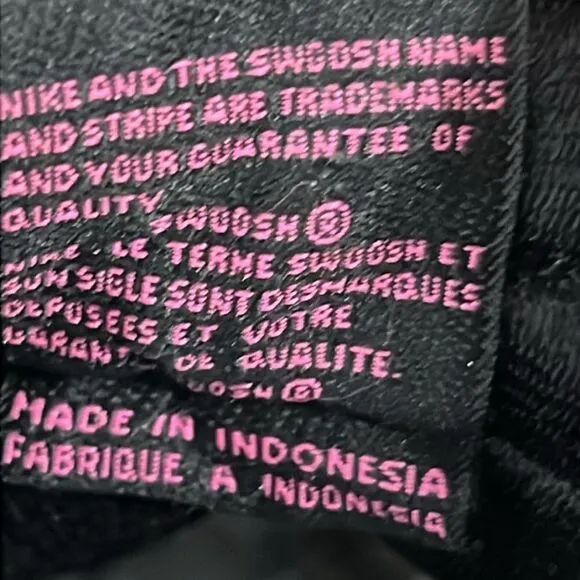 NIKE AND THE SWOOSH NAME
AND STRIPE ARE TRADEMARKS
AND YOUR GUARANTEE OF
QUALITY
SWOOSH ®
NIKE. LE TERME SWOOSH ET
SON SIGLE SONT DES MARQUES
DEPOSEES ET VOTRE
DE QUALITE.
®
MADE IN INDONESIA
FABRIQUE A INDONESIA